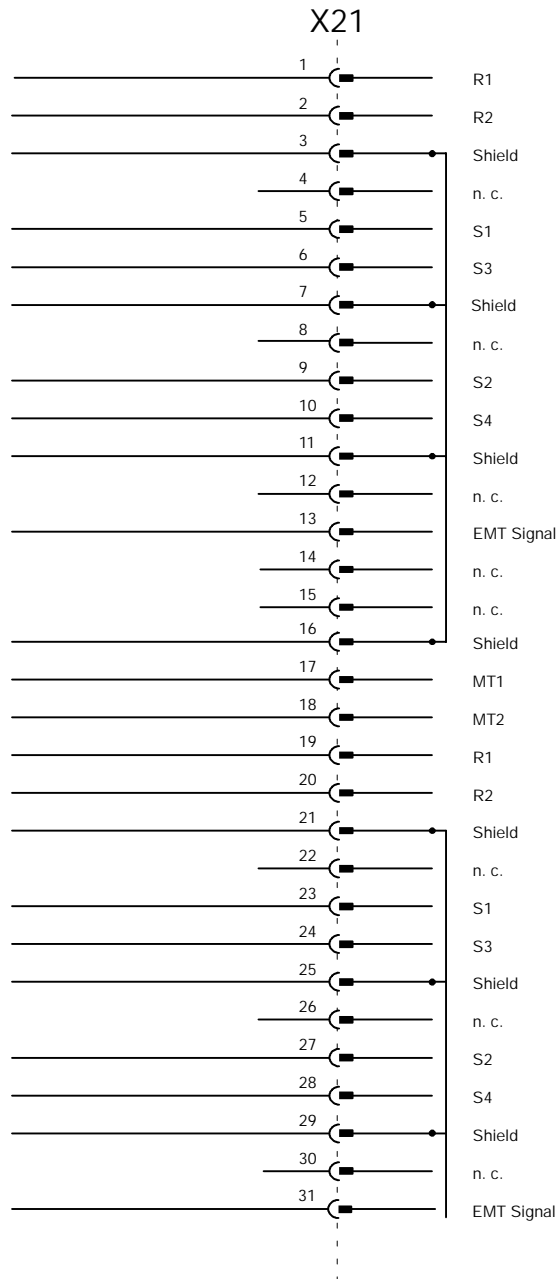 X21
1 R1
2 R2
3 Shield
4 n. c.
5 S1
6 S3
7 Shield
8 n. c.
9 S2
10 S4
11 Shield
12 n. c.
13 EMT Signal
14 n. c.
15 n. c.
16 Shield
17 MT1
18 MT2
19 R1
20 R2
21 Shield
22 n. c.
23 S1
24 S3
25 Shield
26 n. c.
27 S2
28 S4
29 Shield
30 n. c.
31 EMT Signal